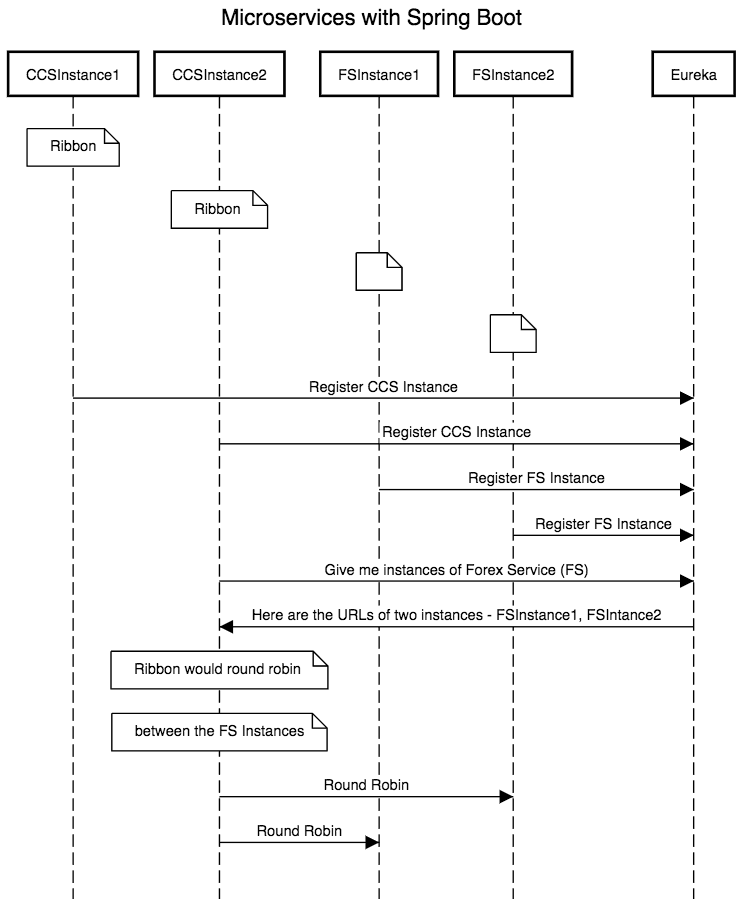 Microservices with Spring Boot
CCSInstance1
CCSInstance2
FSInstance1
FSInstance2
Eureka
Ribbon
Ribbon
Register CCS Instance
Register CCS Instance
Register FS Instance
Register FS Instance
Give me instances of Forex Service (FS)
Here are the URLs of two instances - FSInstance1, FSIntance2
Ribbon would round robin
between the FS Instances
Round Robin
Round Robin